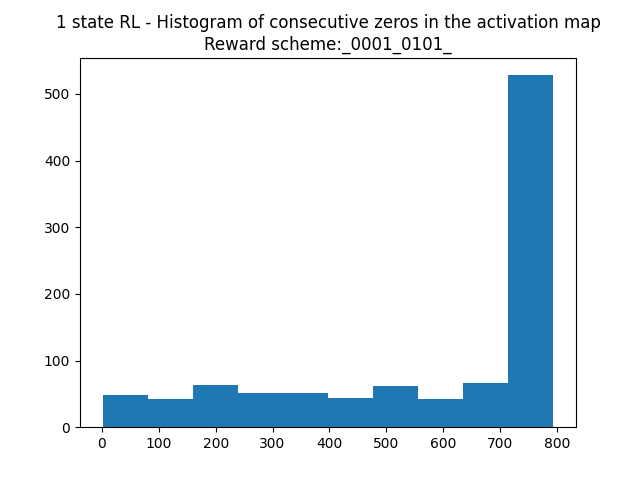 1 state RL - Histogram of consecutive zeros in the activation map
Reward scheme:_0001_0101_
500
400
300
200
100
0
0 100 200 300 400 500 600 700 800